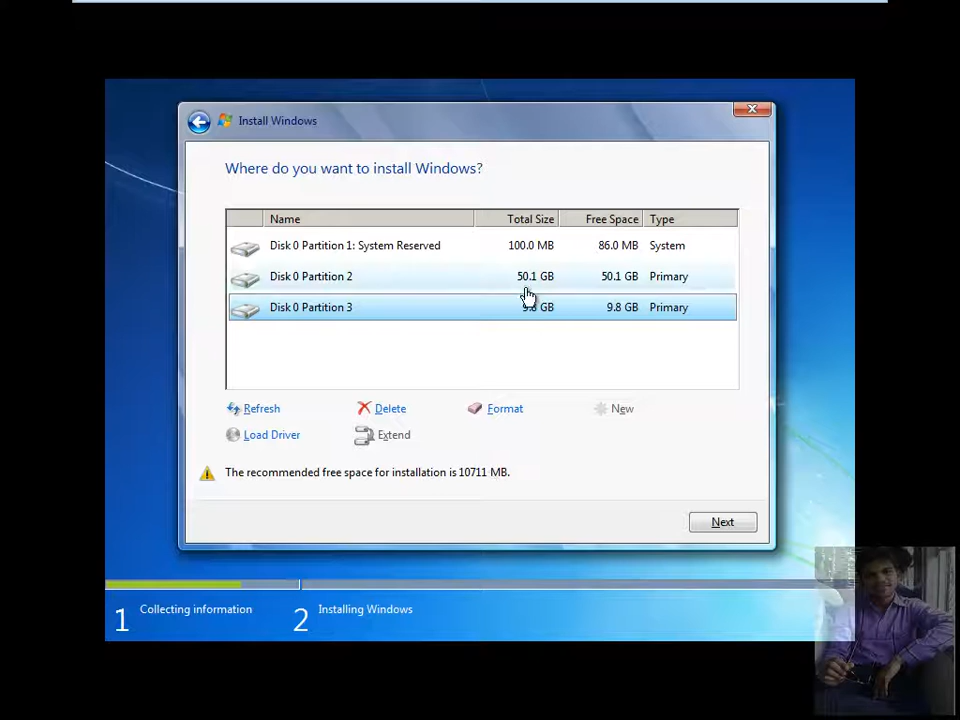 Install Windows
Where do you want to install Windows?
Name Total Size Free Space Type
Disk 0 Partition 1: System Reserved 100.0 MB 86.0 MB System
Disk 0 Partition 2 50.1 GB 50.1 GB Primary
Disk 0 Partition 3 9.8 GB 9.8 GB Primary
Refresh Delete Format New
Load Driver Extend
The recommended free space for installation is 10711 MB.
Next
1 Collecting information 2 Installing Windows